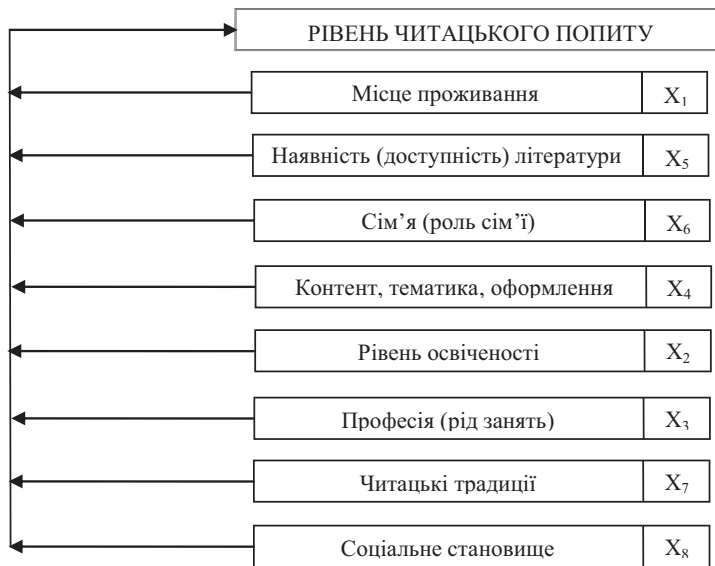 РІВЕНЬ ЧИТАЦЬКОГО ПОПИТУ
Місце проживання X₁
Наявність (доступність) літератури X₅
Сім’я (роль сім’ї) X₆
Контент, тематика, оформлення X₄
Рівень освіченості X₂
Професія (рід занять) X₃
Читацькі традиції X₇
Соціальне становище X₈